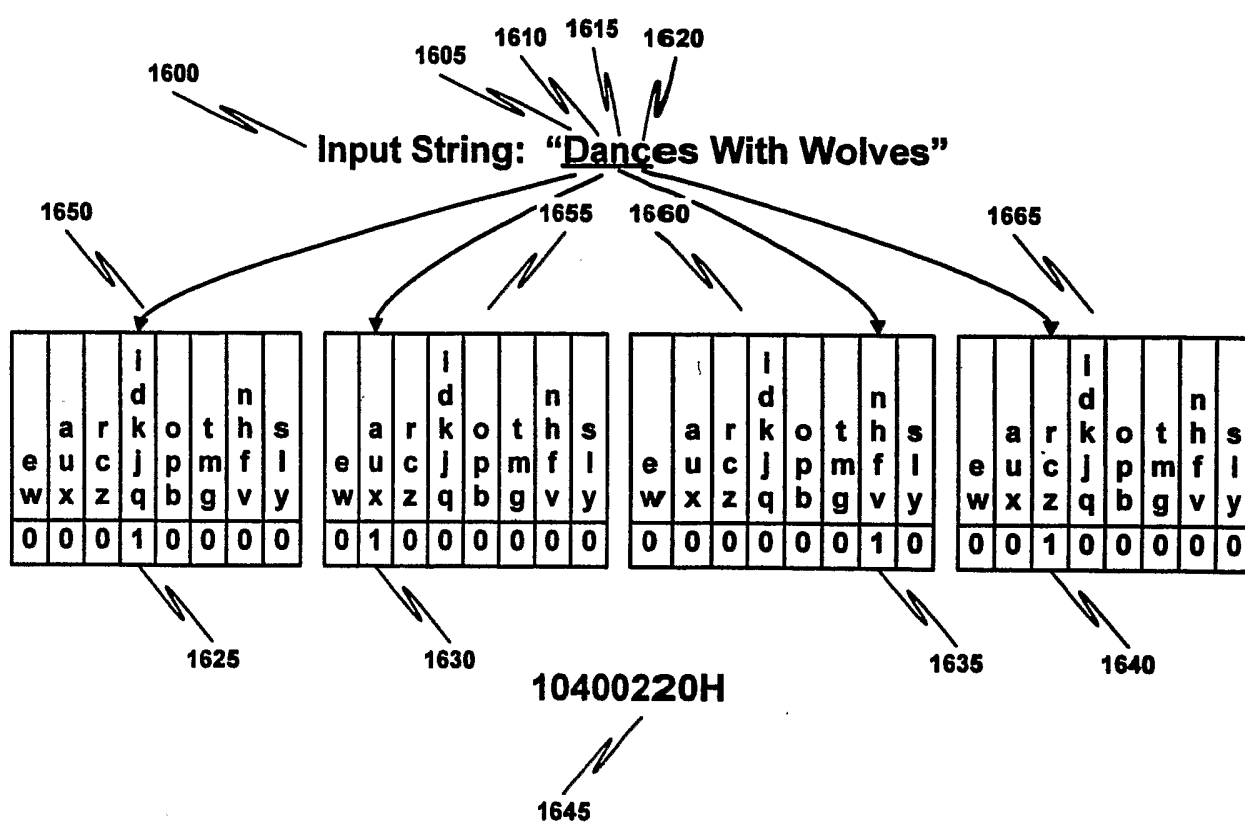 1600
1605
1610
1615
1620
Input String: “Dances With Wolves”
1650
1655
1660
1665
i i i i
d n d n d n d n
a r k o t h s a r k o t h s a r k o t h s a r k o t h s
e u c j p m f l e u c j p m f l e u c j p m f l e u c j p m f l
w x z q b g v y w x z q b g v y w x z q b g v y w x z q b g v y
0 0 0 1 0 0 0 0 0 1 0 0 0 0 0 0 0 0 0 0 0 0 1 0 0 0 1 0 0 0 0 0
1625
1630
1635
1640
10400220H
1645